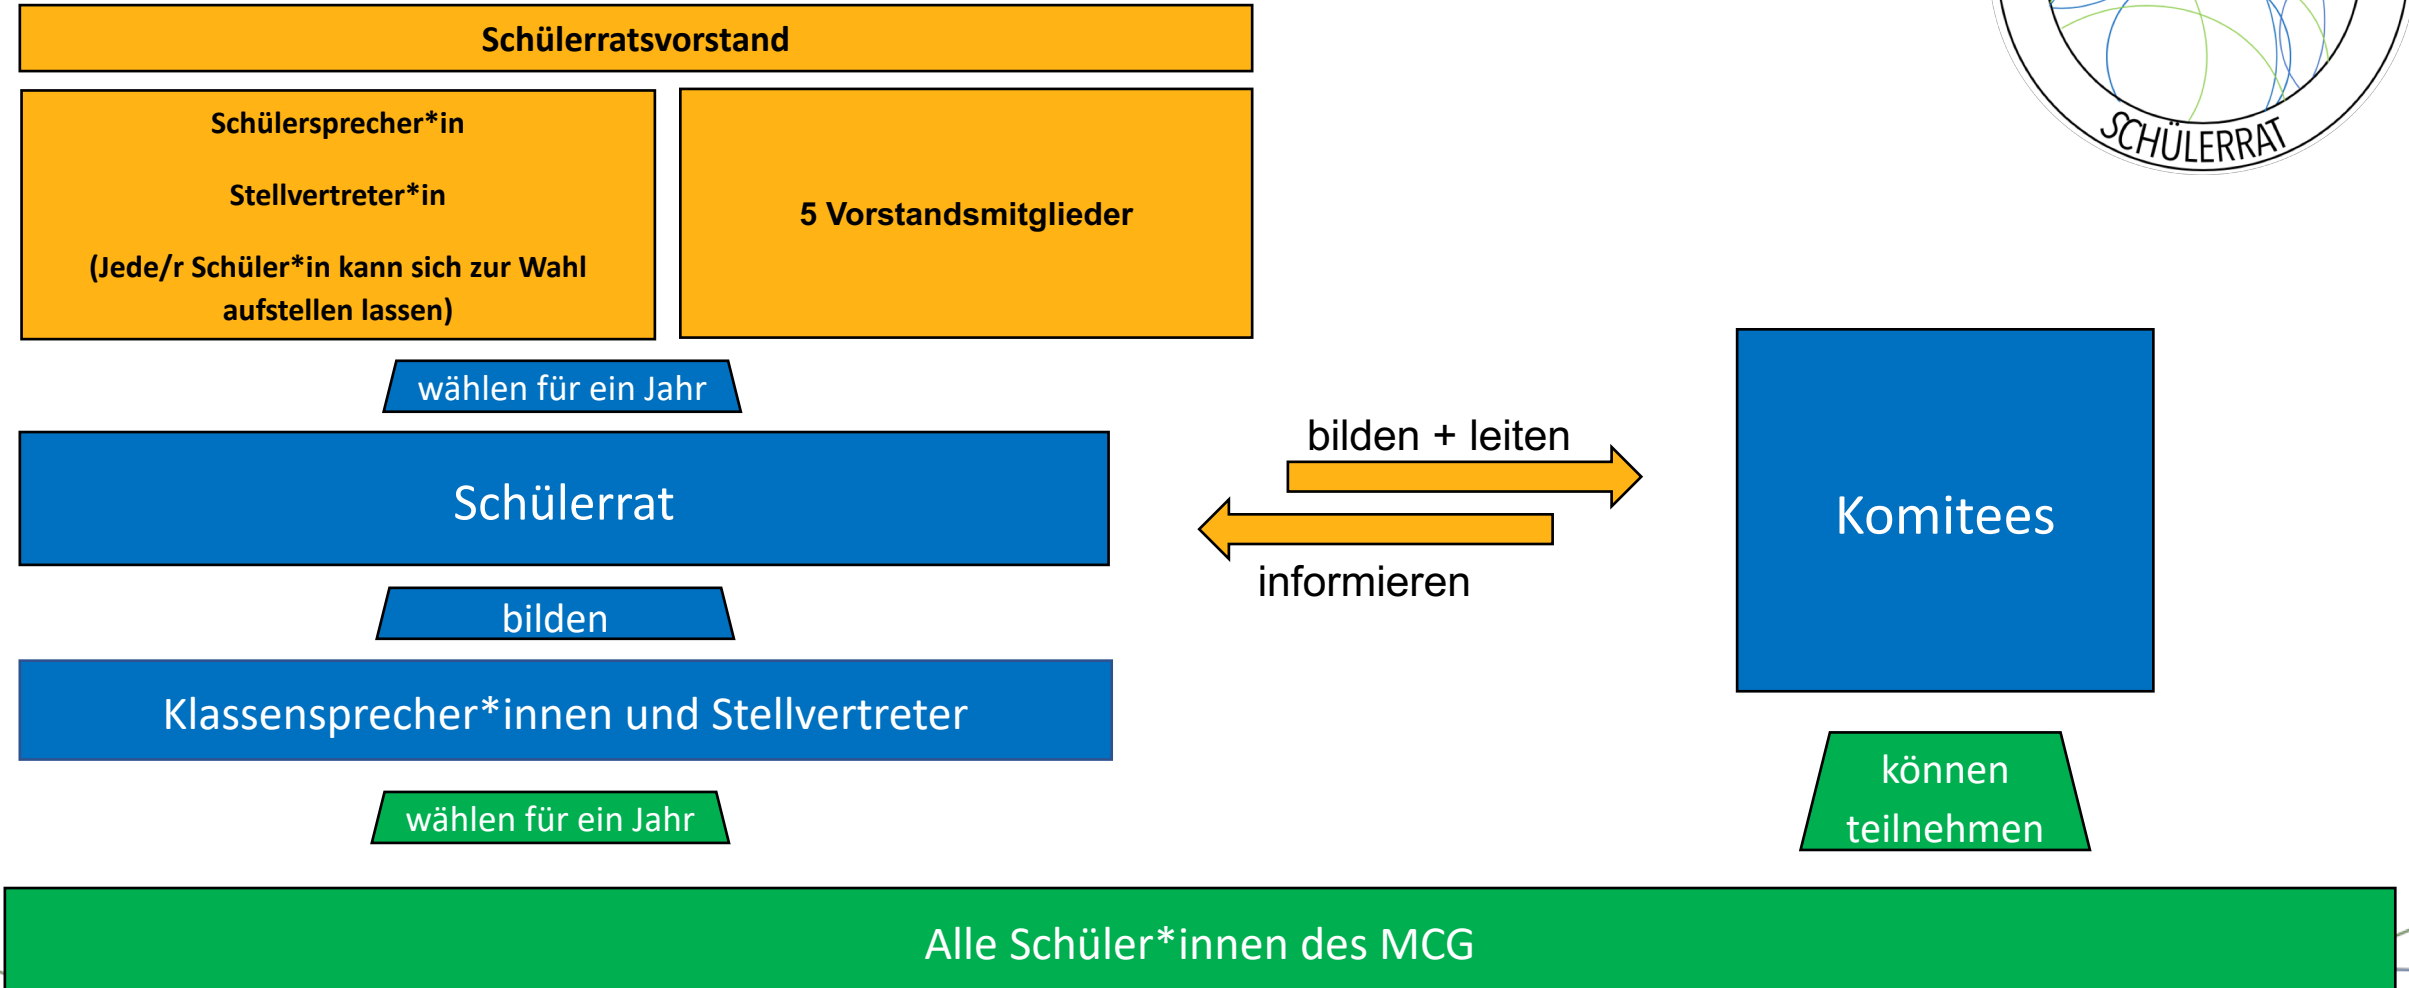 Schülerratsvorstand
Schülersprecher*in
Stellvertreter*in
(Jede/r Schüler*in kann sich zur Wahl
aufstellen lassen)
5 Vorstandsmitglieder
SCHÜLERRAT
wählen für ein Jahr
Schülerrat
bilden + leiten
informieren
Komitees
bilden
Klassensprecher*innen und Stellvertreter
wählen für ein Jahr
können
teilnehmen
Alle Schüler*innen des MCG